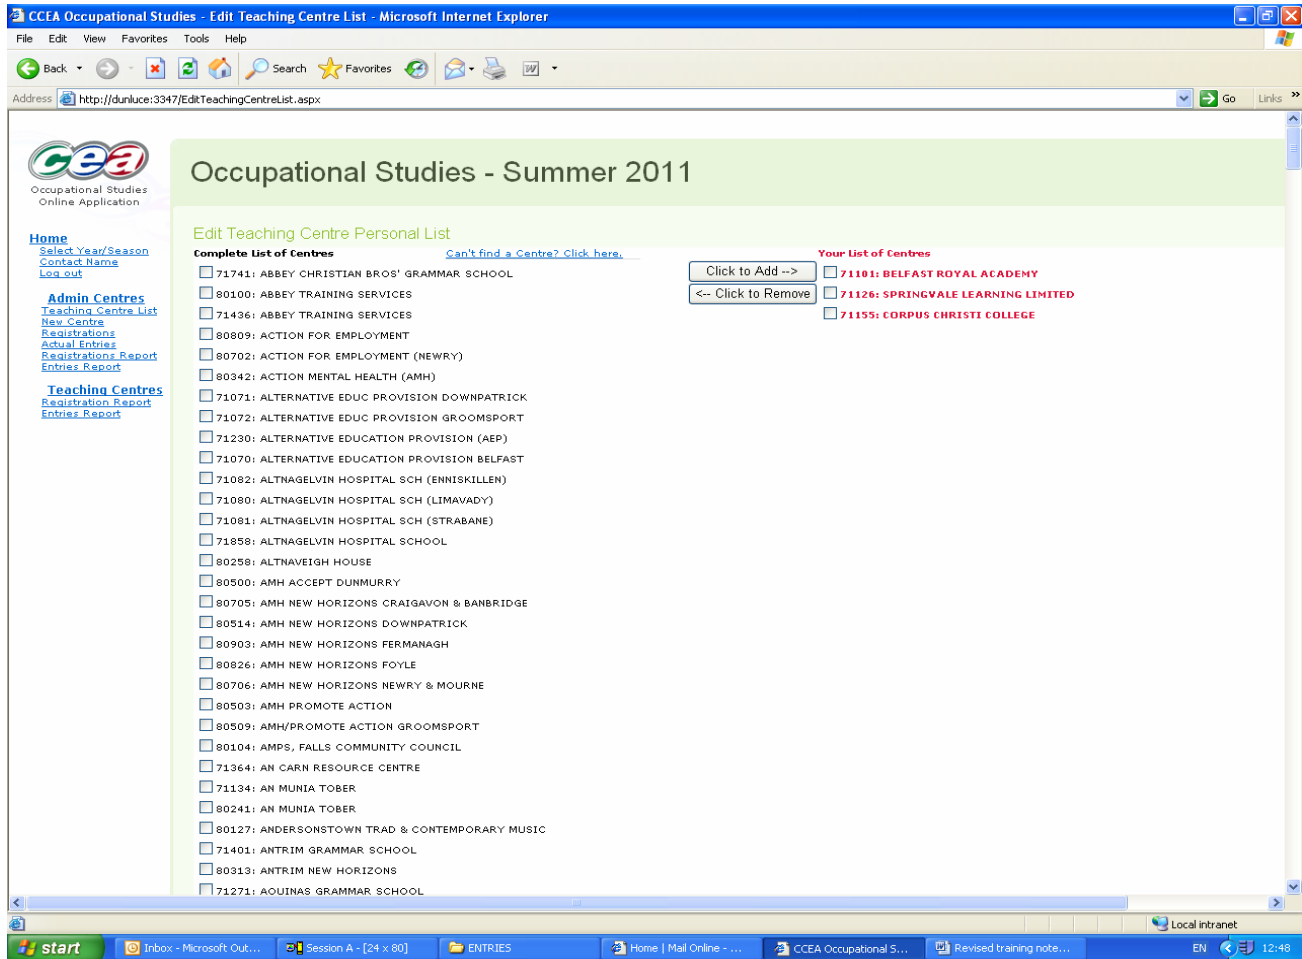 CCEA Occupational Studies - Edit Teaching Centre List - Microsoft Internet Explorer
File Edit View Favorites Tools Help
Back Search Favorites
Address http://dunluce:3347/EditTeachingCentreList.aspx Go Links »
cea
Occupational Studies
Online Application
Occupational Studies - Summer 2011
Home
Select Year/Season
Contact Name
Log out
Admin Centres
Teaching Centre List
New Centre
Registrations
Actual Entries
Registrations Report
Entries Report
Teaching Centres
Registration Report
Entries Report
Edit Teaching Centre Personal List
Complete List of Centres Can't find a Centre? Click here.
71741: ABBEY CHRISTIAN BROS' GRAMMAR SCHOOL
80100: ABBEY TRAINING SERVICES
71436: ABBEY TRAINING SERVICES
80809: ACTION FOR EMPLOYMENT
80702: ACTION FOR EMPLOYMENT (NEWRY)
80342: ACTION MENTAL HEALTH (AMH)
71071: ALTERNATIVE EDUC PROVISION DOWNPATRICK
71072: ALTERNATIVE EDUC PROVISION GROOMSPORT
71230: ALTERNATIVE EDUCATION PROVISION (AEP)
71070: ALTERNATIVE EDUCATION PROVISION BELFAST
71082: ALTNAGELVIN HOSPITAL SCH (ENNISKILLEN)
71080: ALTNAGELVIN HOSPITAL SCH (LIMAVADY)
71081: ALTNAGELVIN HOSPITAL SCH (STRABANE)
71858: ALTNAGELVIN HOSPITAL SCHOOL
80258: ALTNAVEIGH HOUSE
80500: AMH ACCEPT DUNMURRY
80705: AMH NEW HORIZONS CRAIGAVON & BANBRIDGE
80514: AMH NEW HORIZONS DOWNPATRICK
80903: AMH NEW HORIZONS FERMANAGH
80826: AMH NEW HORIZONS FOYLE
80706: AMH NEW HORIZONS NEWRY & MOURNE
80503: AMH PROMOTE ACTION
80509: AMH/PROMOTE ACTION GROOMSPORT
80104: AMPS, FALLS COMMUNITY COUNCIL
71364: AN CARN RESOURCE CENTRE
71134: AN MUNIA TOBER
80241: AN MUNIA TOBER
80127: ANDERSONSTOWN TRAD & CONTEMPORARY MUSIC
71401: ANTRIM GRAMMAR SCHOOL
80313: ANTRIM NEW HORIZONS
71271: AQUINAS GRAMMAR SCHOOL
Click to Add -->
<-- Click to Remove
Your List of Centres
71101: BELFAST ROYAL ACADEMY
71126: SPRINGVALE LEARNING LIMITED
71155: CORPUS CHRISTI COLLEGE
Local intranet
start Inbox - Microsoft Out... Session A - [24 x 80] ENTRIES Home | Mail Online - ... CCEA Occupational S... Revised training note... EN 12:48